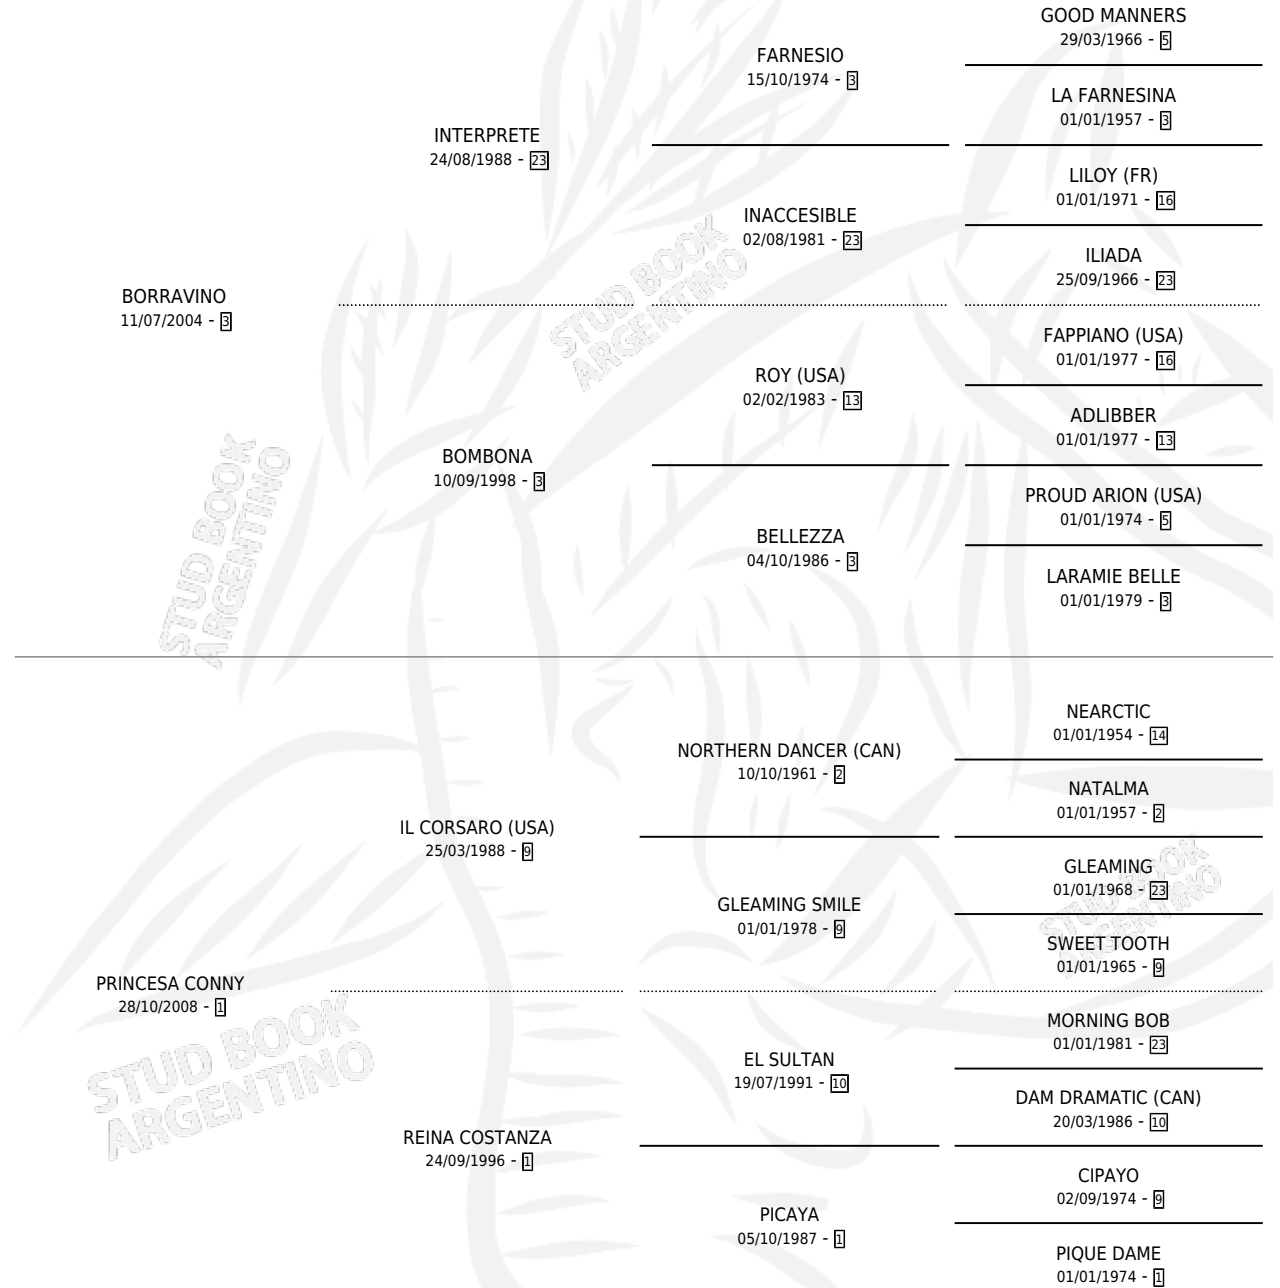 GOOD MANNERS
29/03/1966 - 5
FARNESIO
15/10/1974 - 3
LA FARNESINA
01/01/1957 - 3
INTERPRETE
24/08/1988 - 23
LILOY (FR)
01/01/1971 - 16
INACCESIBLE
02/08/1981 - 23
ILIADA
25/09/1966 - 23
BORRAVINO
11/07/2004 - 3
FAPPIANO (USA)
01/01/1977 - 16
ROY (USA)
02/02/1983 - 13
ADLIBBER
01/01/1977 - 13
BOMBONA
10/09/1998 - 3
PROUD ARION (USA)
01/01/1974 - 5
BELLEZZA
04/10/1986 - 3
LARAMIE BELLE
01/01/1979 - 3
STUD BOOK
ARGENTINO
STUD BOOK
ARGENTINO
NEARCTIC
01/01/1954 - 14
NORTHERN DANCER (CAN)
10/10/1961 - 2
NATALMA
01/01/1957 - 2
IL CORSARO (USA)
25/03/1988 - 9
GLEAMING
01/01/1968 - 23
GLEAMING SMILE
01/01/1978 - 9
SWEET TOOTH
01/01/1965 - 9
PRINCESA CONNY
28/10/2008 - 1
MORNING BOB
01/01/1981 - 23
EL SULTAN
19/07/1991 - 10
DAM DRAMATIC (CAN)
20/03/1986 - 10
REINA COSTANZA
24/09/1996 - 1
CIPAYO
02/09/1974 - 9
PICAYA
05/10/1987 - 1
PIQUE DAME
01/01/1974 - 1
STUD BOOK
ARGENTINO
STUD BOOK
ARGENTINO